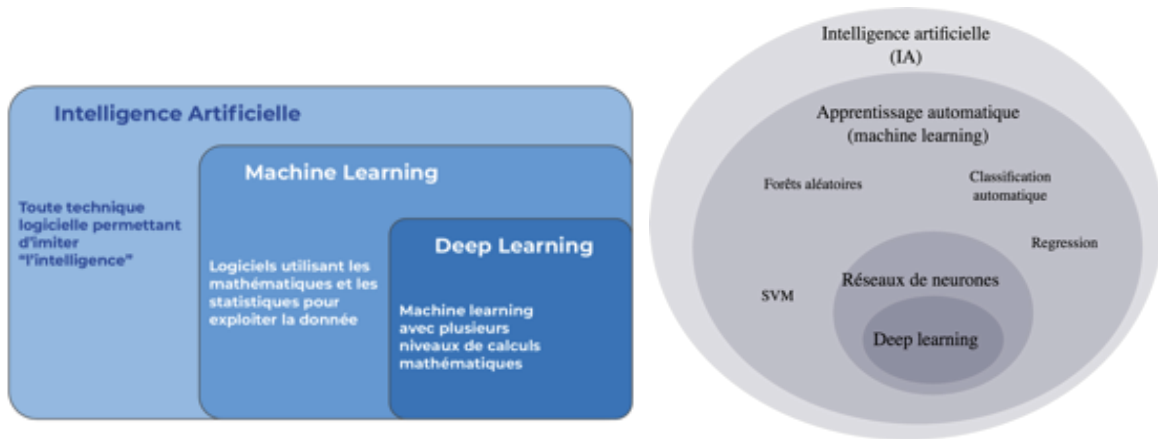 Intelligence Artificielle
Toute technique
logicielle permettant
d'imiter
“l'intelligence”
Machine Learning
Logiciels utilisant les
mathématiques et les
statistiques pour
exploiter la donnée
Deep Learning
Machine learning
avec plusieurs
niveaux de calculs
mathématiques
Intelligence artificielle
(IA)
Apprentissage automatique
(machine learning)
Forêts aléatoires
Classification
automatique
Regression
SVM
Réseaux de neurones
Deep learning